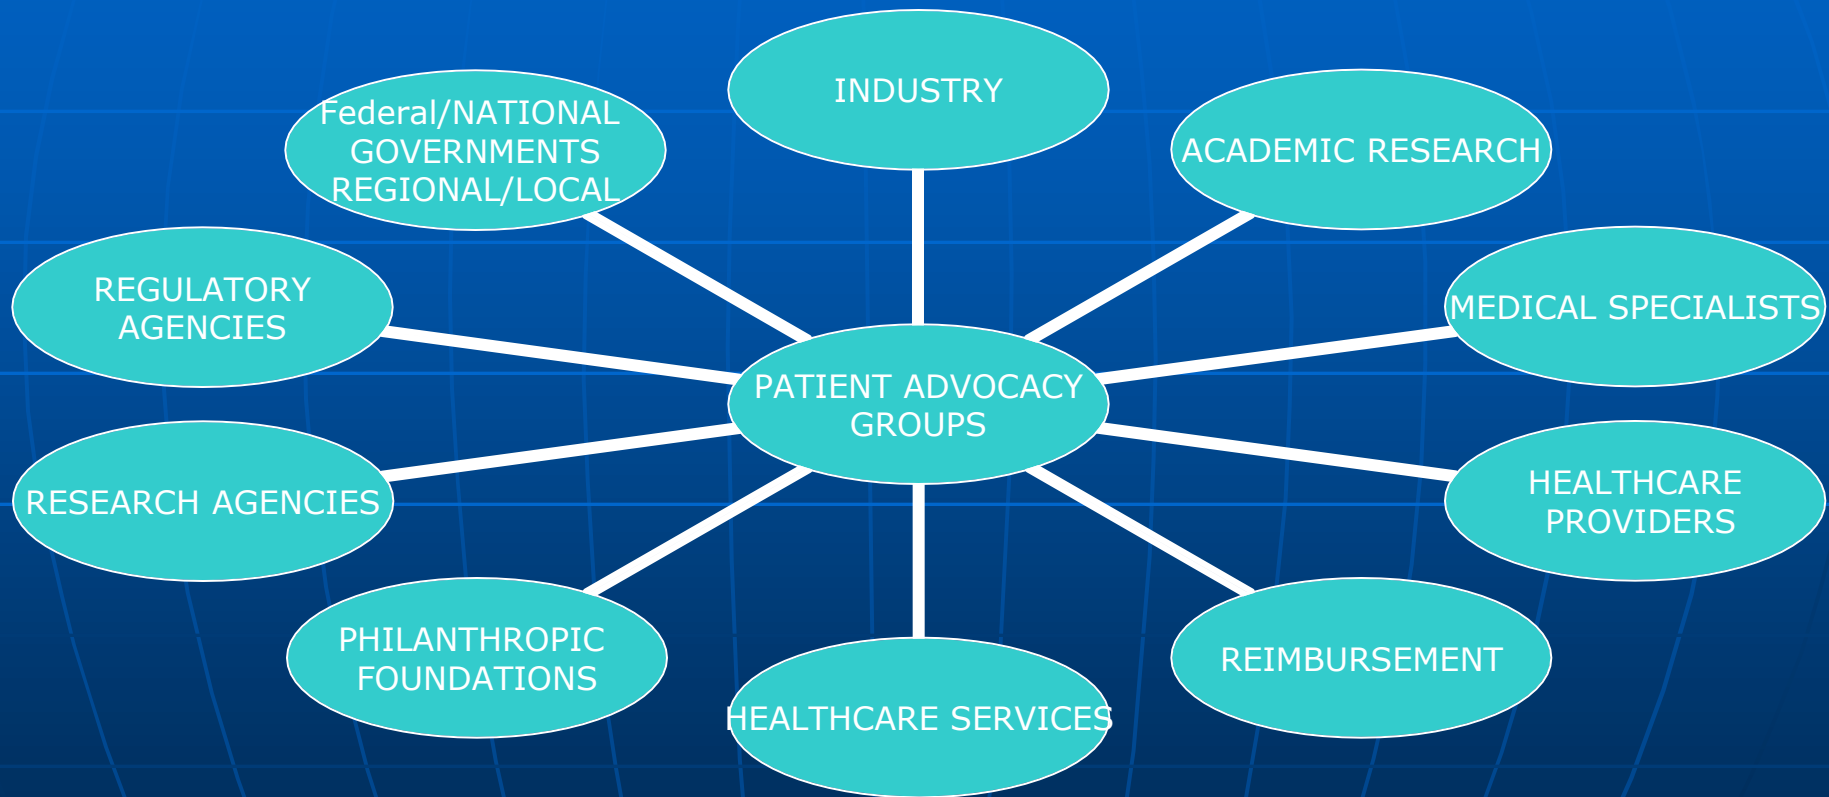 INDUSTRY
Federal/NATIONAL
GOVERNMENTS
REGIONAL/LOCAL
ACADEMIC RESEARCH
REGULATORY
AGENCIES
MEDICAL SPECIALISTS
PATIENT ADVOCACY
GROUPS
RESEARCH AGENCIES
HEALTHCARE
PROVIDERS
PHILANTHROPIC
FOUNDATIONS
REIMBURSEMENT
HEALTHCARE SERVICES